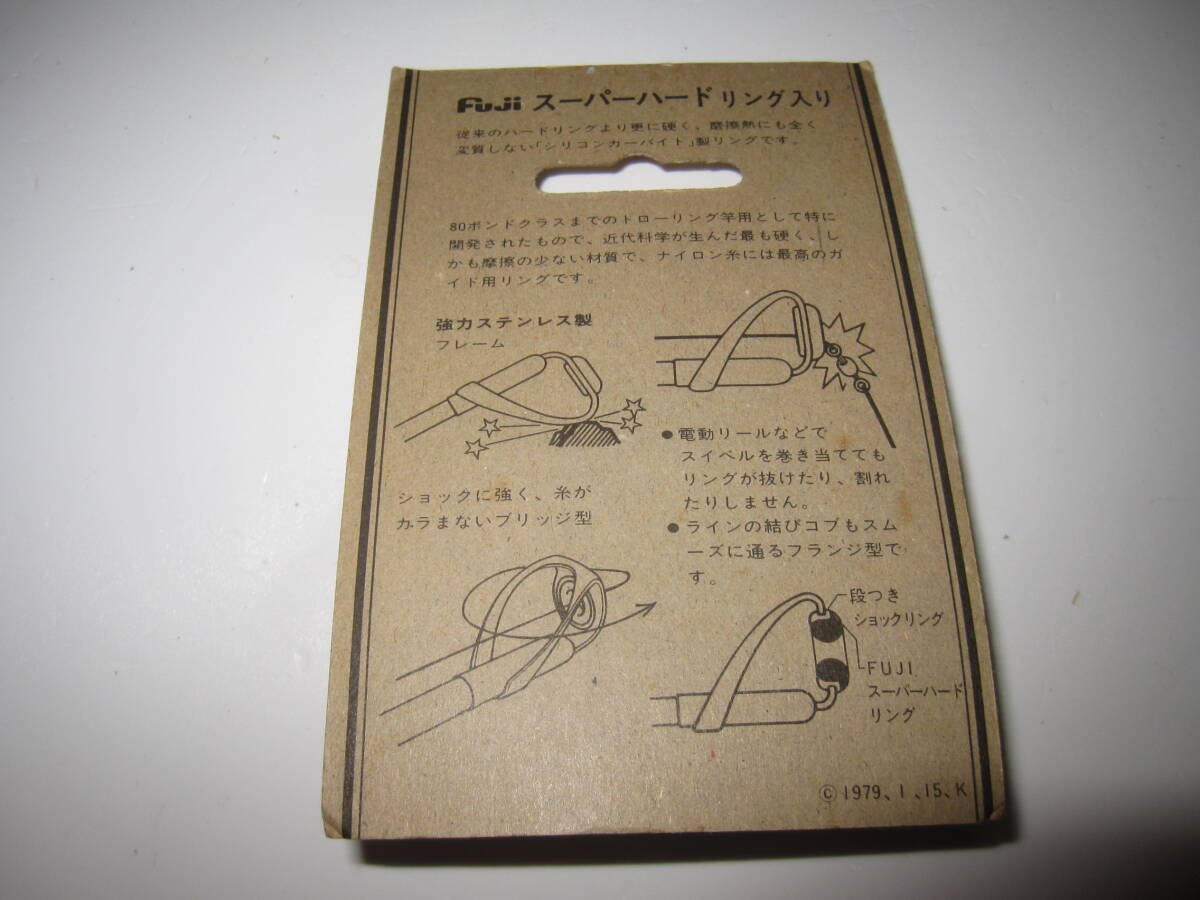 Fuji スーパーハード リング入り
従来のハードリングより更に硬く、磨擦熱にも全く
変質しない「シリコンカーバイト」製リングです。
80ポンドクラスまでのトローリング竿用として特に
開発されたもので、近代科学が生んだ最も硬く、し
かも摩擦の少ない材質で、ナイロン糸には最高のガ
イド用リングです。
強力ステンレス製
フレーム
ショックに強く、糸が
カラまないブリッジ型
●電動リールなどで
スイベルを巻き当てても
リングが抜けたり、割れ
たりしません。
●ラインの結びコブもスム
ーズに通るフランジ型で
す。
段つき
ショックリング
FUJI
スーパーハード
リング
©1979、1、15、K